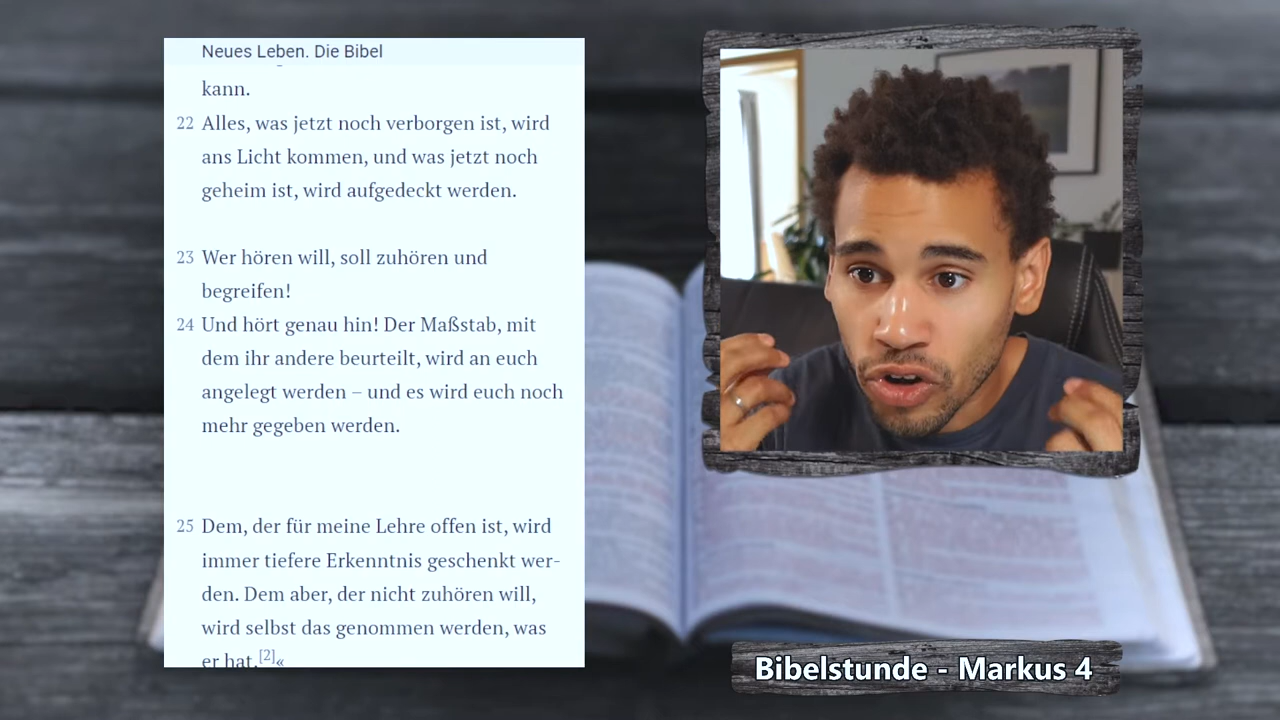 Neues Leben. Die Bibel
kann.
22 Alles, was jetzt noch verborgen ist, wird
ans Licht kommen, und was jetzt noch
geheim ist, wird aufgedeckt werden.
23 Wer hören will, soll zuhören und
begreifen!
24 Und hört genau hin! Der Maßstab, mit
dem ihr andere beurteilt, wird an euch
angelegt werden – und es wird euch noch
mehr gegeben werden.
25 Dem, der für meine Lehre offen ist, wird
immer tiefere Erkenntnis geschenkt wer-
den. Dem aber, der nicht zuhören will,
wird selbst das genommen werden, was
er hat.[2]«
Bibelstunde - Markus 4